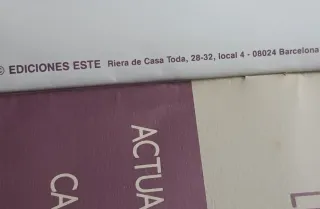 © EDICIONES ESTE Riera de Casa Toda, 28-32, local 4 - 08024 Barcelona
ACTUA
CA